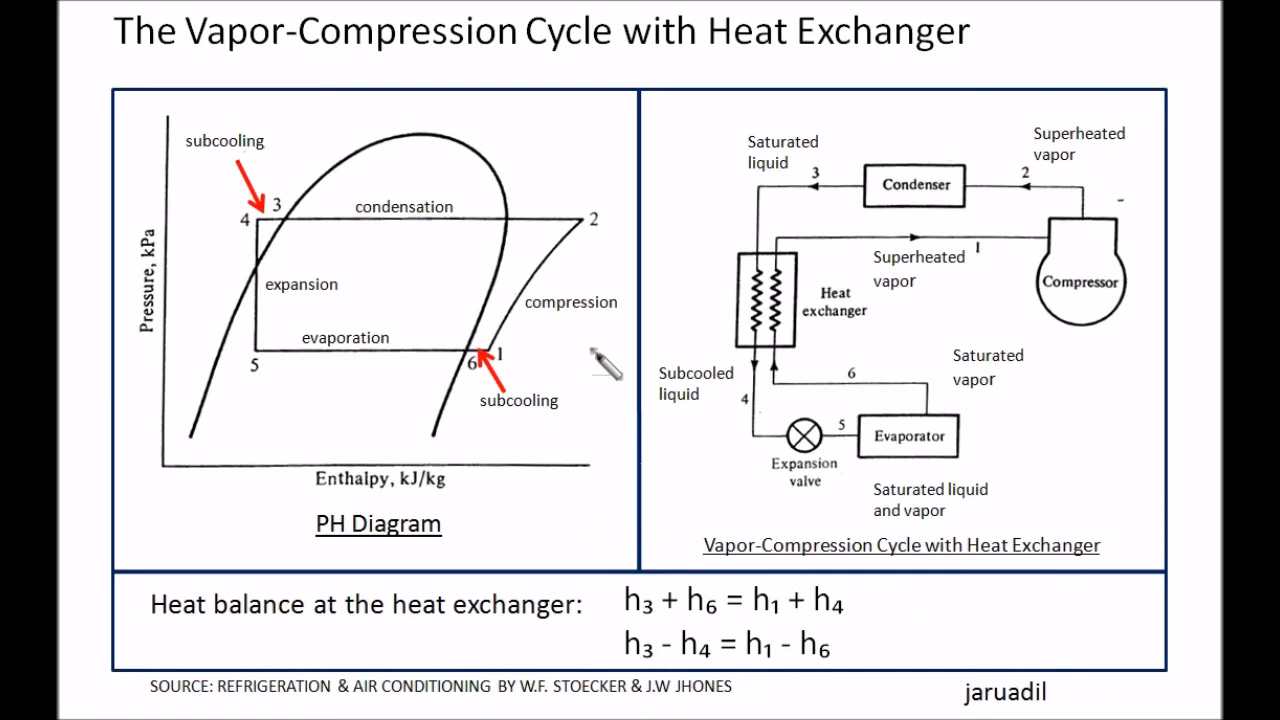 The Vapor-Compression Cycle with Heat Exchanger
subcooling
3
4
condensation
2
expansion
compression
evaporation
5
6
1
subcooling
Pressure, kPa
Enthalpy, kJ/kg
PH Diagram
Saturated
liquid
Superheated
vapor
3
2
Condenser
1
Superheated
vapor
Compressor
Heat
exchanger
Subcooled
liquid
4
6
Saturated
vapor
5
Evaporator
Expansion
valve
Saturated liquid
and vapor
Vapor-Compression Cycle with Heat Exchanger
Heat balance at the heat exchanger:
h₃ + h₆ = h₁ + h₄
h₃ - h₄ = h₁ - h₆
SOURCE: REFRIGERATION & AIR CONDITIONING BY W.F. STOECKER & J.W JHONES
jaruadil